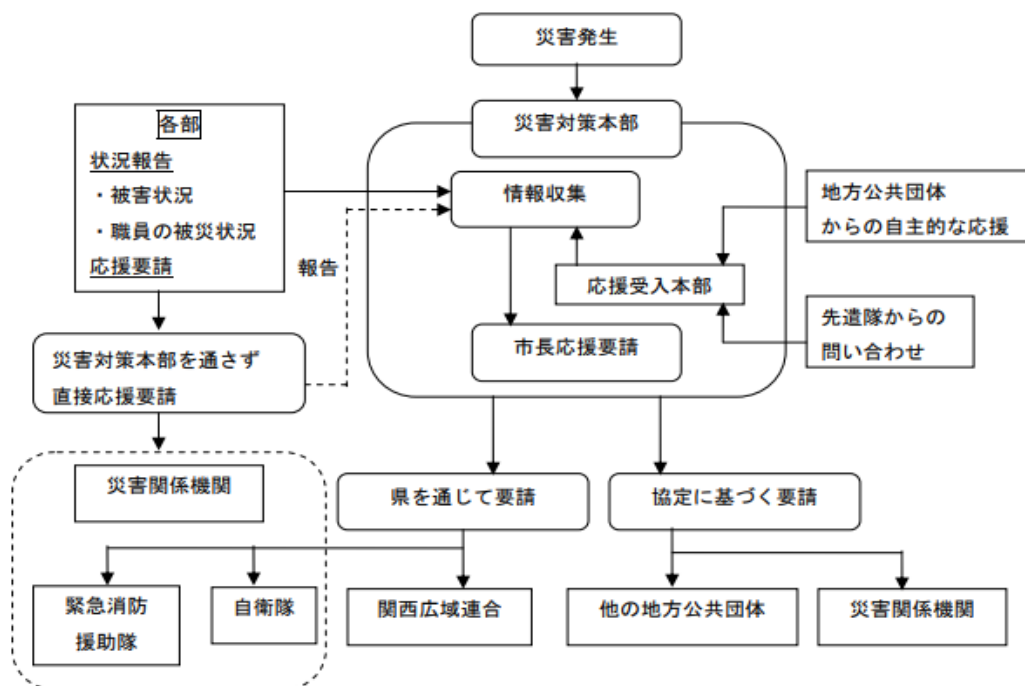 災害発生
災害対策本部
各部
状況報告
・被害状況
・職員の被災状況
応援要請
情報収集
地方公共団体
からの自主的な応援
報告
応援受入本部
先遣隊からの
問い合わせ
市長応援要請
災害対策本部を通さず
直接応援要請
災害関係機関
県を通じて要請
協定に基づく要請
緊急消防
援助隊
自衛隊
関西広域連合
他の地方公共団体
災害関係機関